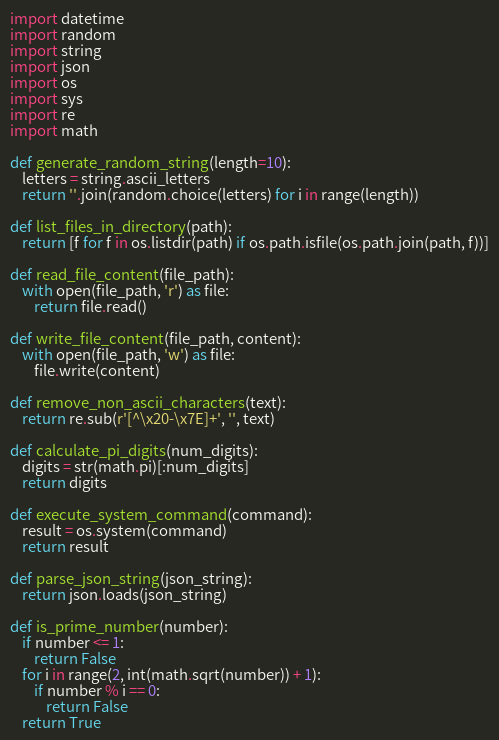 import datetime
import random
import string
import json
import os
import sys
import re
import math

def generate_random_string(length=10):
    letters = string.ascii_letters
    return ''.join(random.choice(letters) for i in range(length))

def list_files_in_directory(path):
    return [f for f in os.listdir(path) if os.path.isfile(os.path.join(path, f))]

def read_file_content(file_path):
    with open(file_path, 'r') as file:
        return file.read()

def write_file_content(file_path, content):
    with open(file_path, 'w') as file:
        file.write(content)

def remove_non_ascii_characters(text):
    return re.sub(r'[^\x20-\x7E]+', '', text)

def calculate_pi_digits(num_digits):
    digits = str(math.pi)[:num_digits]
    return digits

def execute_system_command(command):
    result = os.system(command)
    return result

def parse_json_string(json_string):
    return json.loads(json_string)

def is_prime_number(number):
    if number <= 1:
        return False
    for i in range(2, int(math.sqrt(number)) + 1):
        if number % i == 0:
            return False
    return True